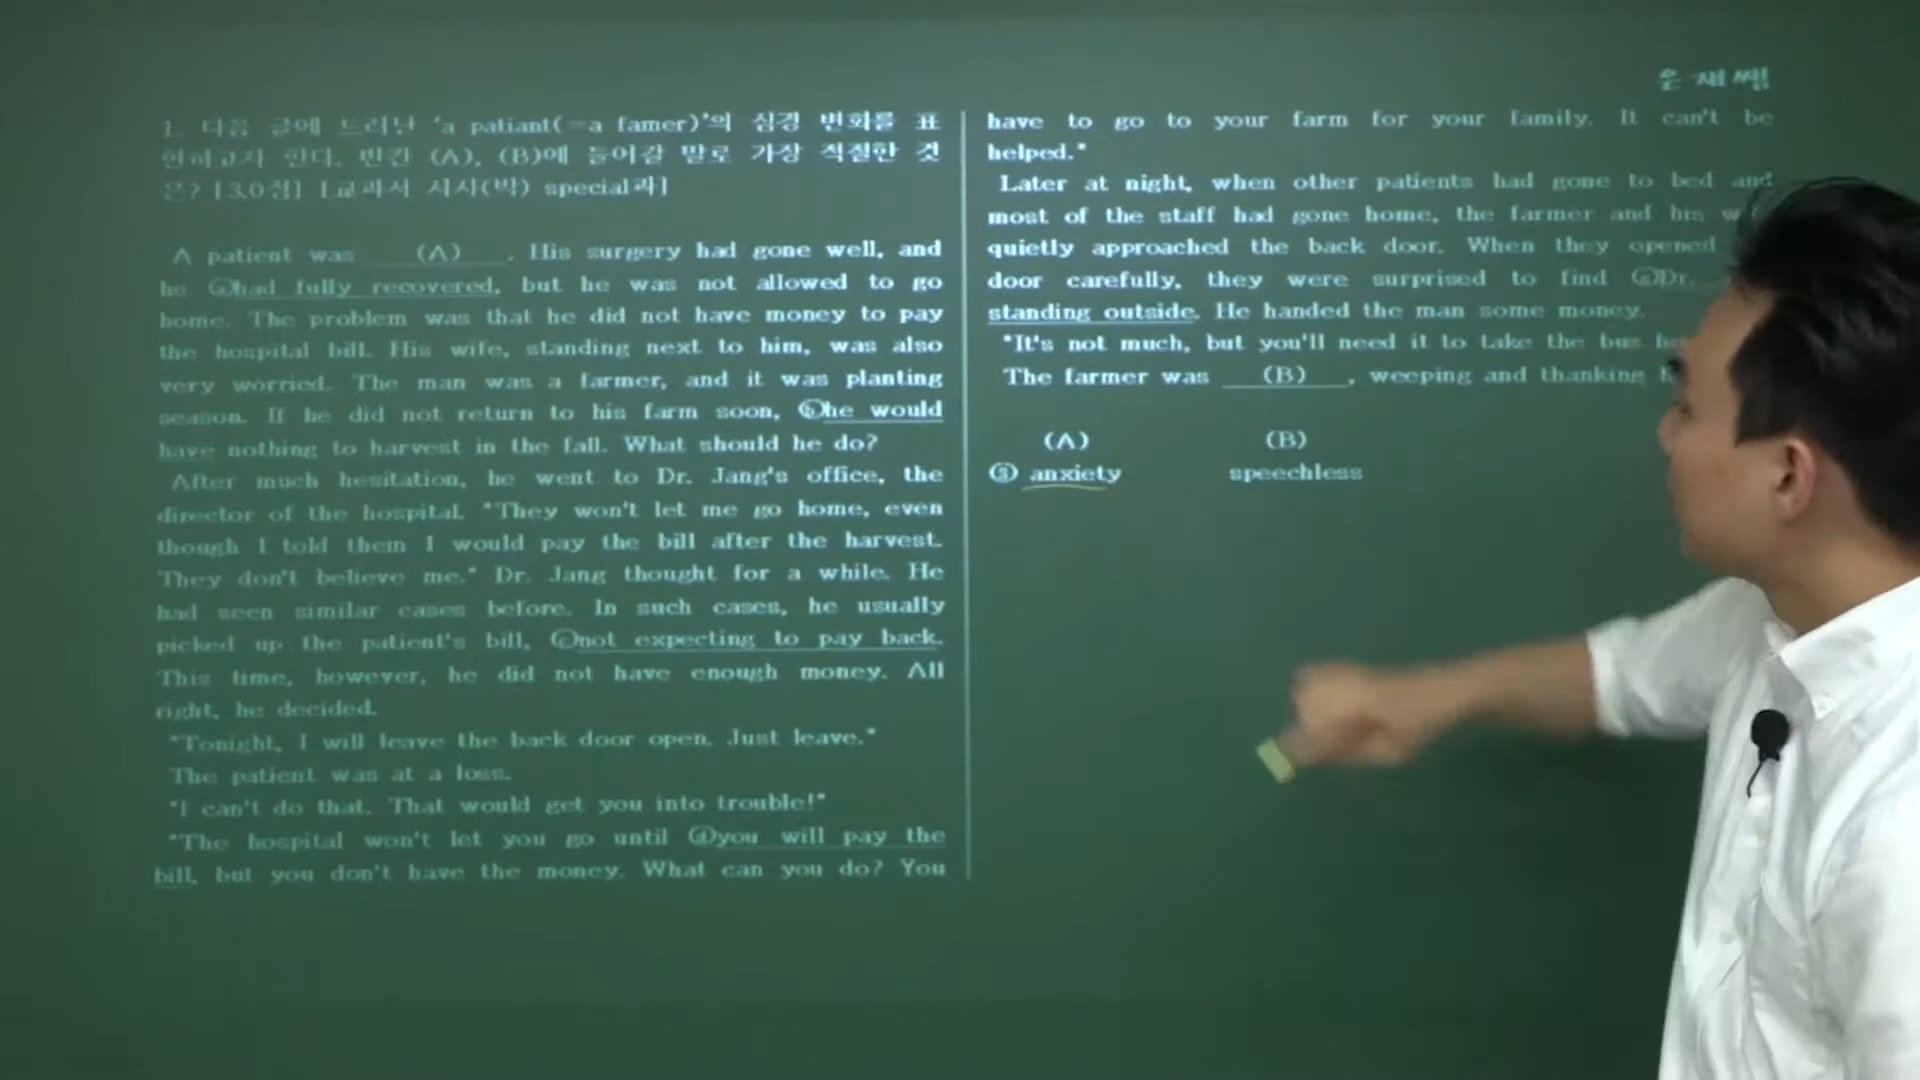 은재쌤
1. 다음 글에 드러난 'a patiant(=a famer)'의 심경 변화를 표
현하고자 한다. 빈칸 (A), (B)에 들어갈 말로 가장 적절한 것
은? [3.0점] [교과서 시사(박) special과]
A patient was (A) . His surgery had gone well, and
he ⓐhad fully recovered, but he was not allowed to go
home. The problem was that he did not have money to pay
the hospital bill. His wife, standing next to him, was also
very worried. The man was a farmer, and it was planting
season. If he did not return to his farm soon, ⓑhe would
have nothing to harvest in the fall. What should he do?
After much hesitation, he went to Dr. Jang's office, the
director of the hospital. "They won't let me go home, even
though I told them I would pay the bill after the harvest.
They don't believe me." Dr. Jang thought for a while. He
had seen similar cases before. In such cases, he usually
picked up the patient's bill, ⓒnot expecting to pay back.
This time, however, he did not have enough money. All
right, he decided.
"Tonight, I will leave the back door open. Just leave."
The patient was at a loss.
"I can't do that. That would get you into trouble!"
"The hospital won't let you go until ⓓyou will pay the
bill, but you don't have the money. What can you do? You
have to go to your farm for your family. It can't be
helped."
Later at night, when other patients had gone to bed and
most of the staff had gone home, the farmer and his
quietly approached the back door. When they opened
door carefully, they were surprised to find ⓔDr.
standing outside. He handed the man some money.
"It's not much, but you'll need it to take the bus
The farmer was (B) , weeping and thanking
(A) (B)
③ anxiety speechless